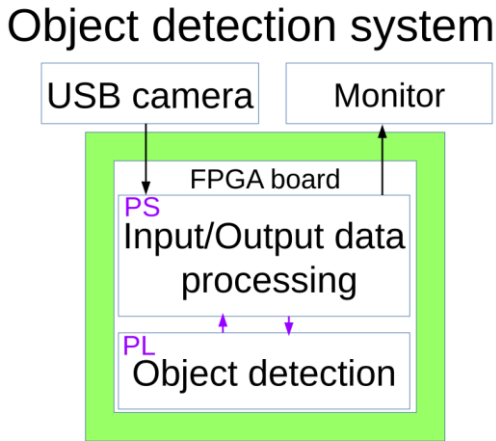 Object detection system
USB camera
Monitor
FPGA board
PS
Input/Output data
processing
PL
Object detection